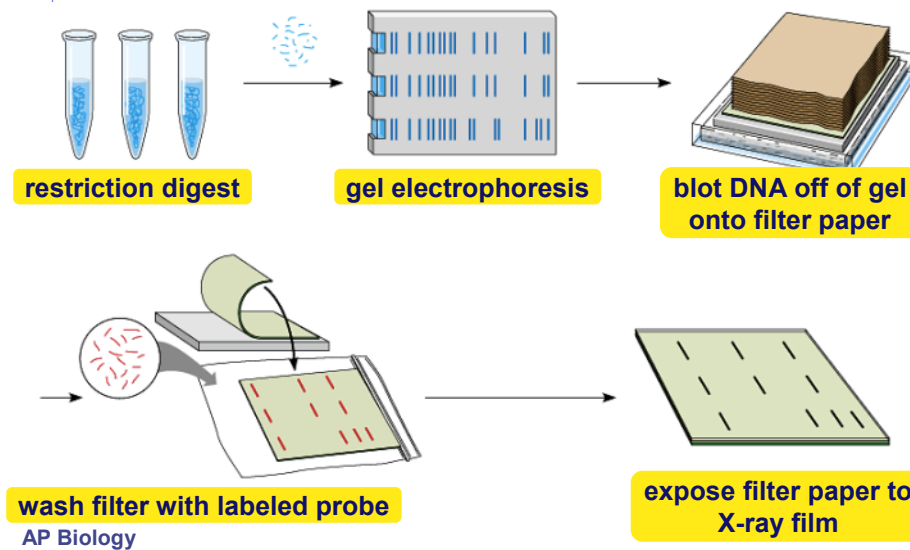 restriction digest
gel electrophoresis
blot DNA off of gel
onto filter paper
wash filter with labeled probe
expose filter paper to
X-ray film
AP Biology